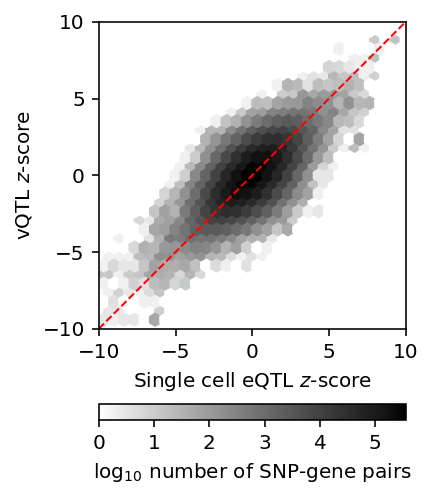 10
5
0
−5
−10
vQTL z-score
−10 −5 0 5 10
Single cell eQTL z-score
0 1 2 3 4 5
log₁₀ number of SNP-gene pairs